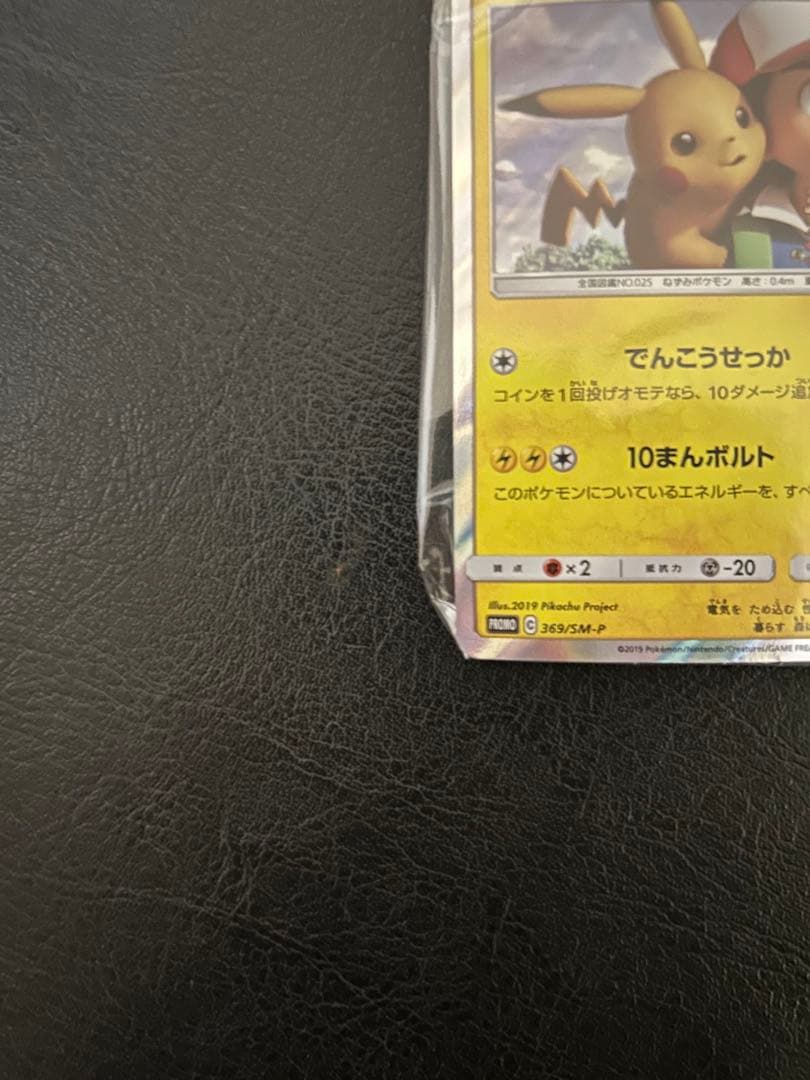 全国図鑑NO.025 ねずみポケモン 高さ:0.4m
でんこうせっか
コインを1回投げオモテなら、10ダメージ追
10まんボルト
このポケモンについているエネルギーを、すべ
弱点 ×2 抵抗力 -20
Illus.2019 Pikachu Project
電気を ため込む
PROMO C 369/SM-P
暮らす 森に
©2019 Pokémon/Nintendo/Creatures/GAME FREA